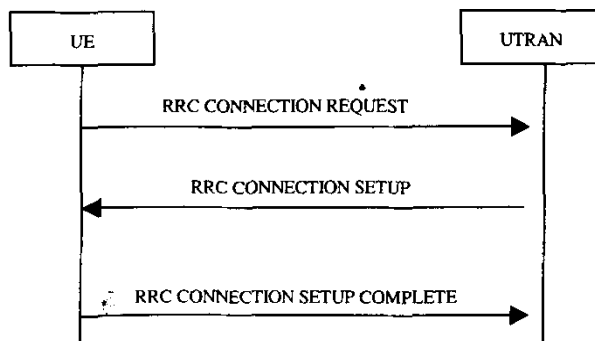 UE
UTRAN
RRC CONNECTION REQUEST
RRC CONNECTION SETUP
RRC CONNECTION SETUP COMPLETE